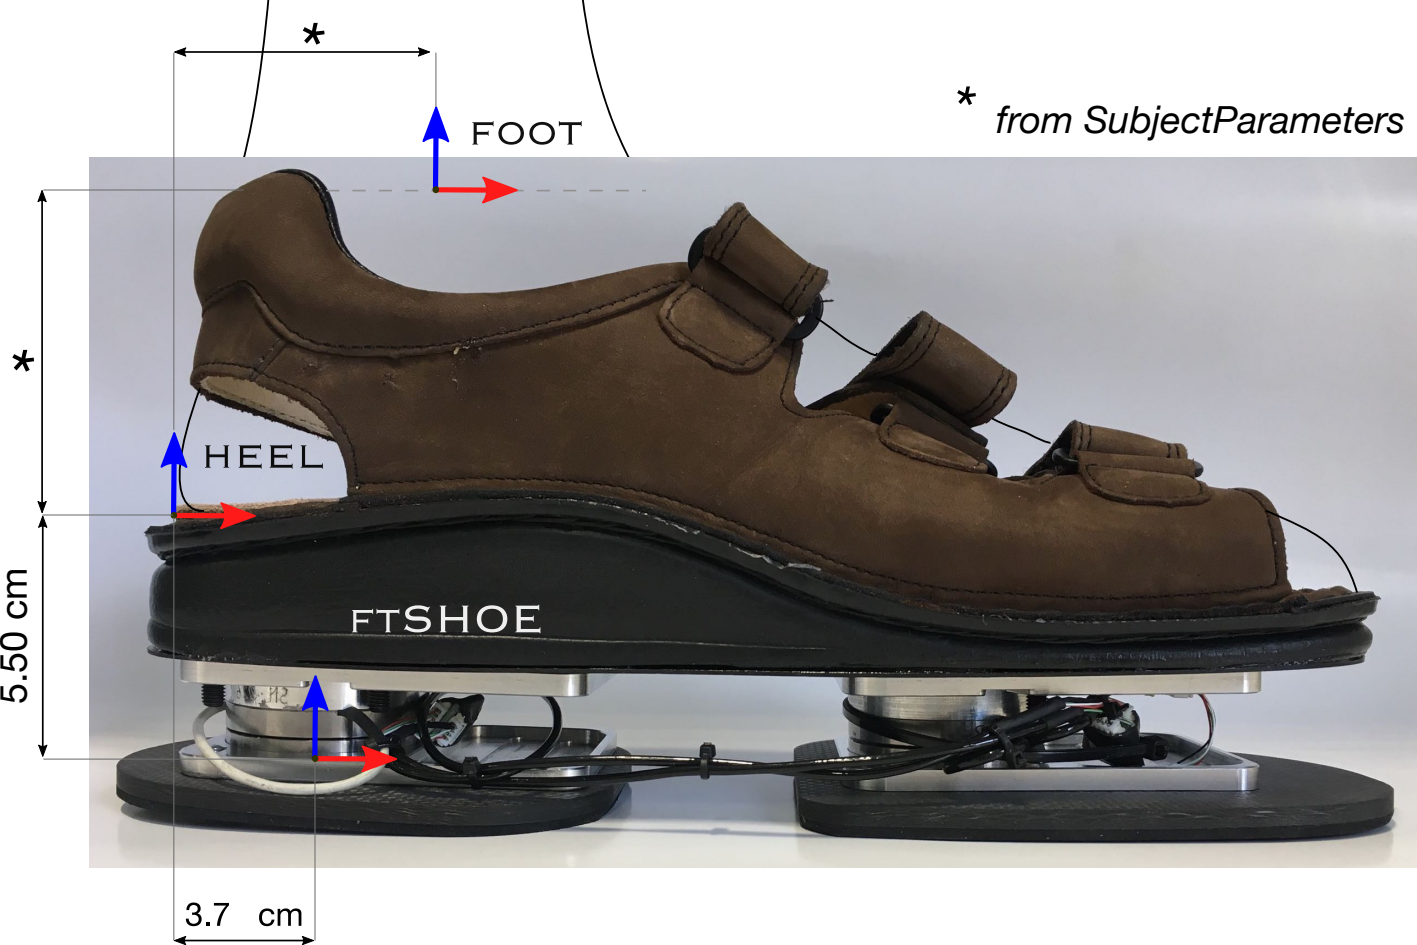 *
FOOT
* from SubjectParameters
*
HEEL
5.50 cm
FTSHOE
3.7 cm